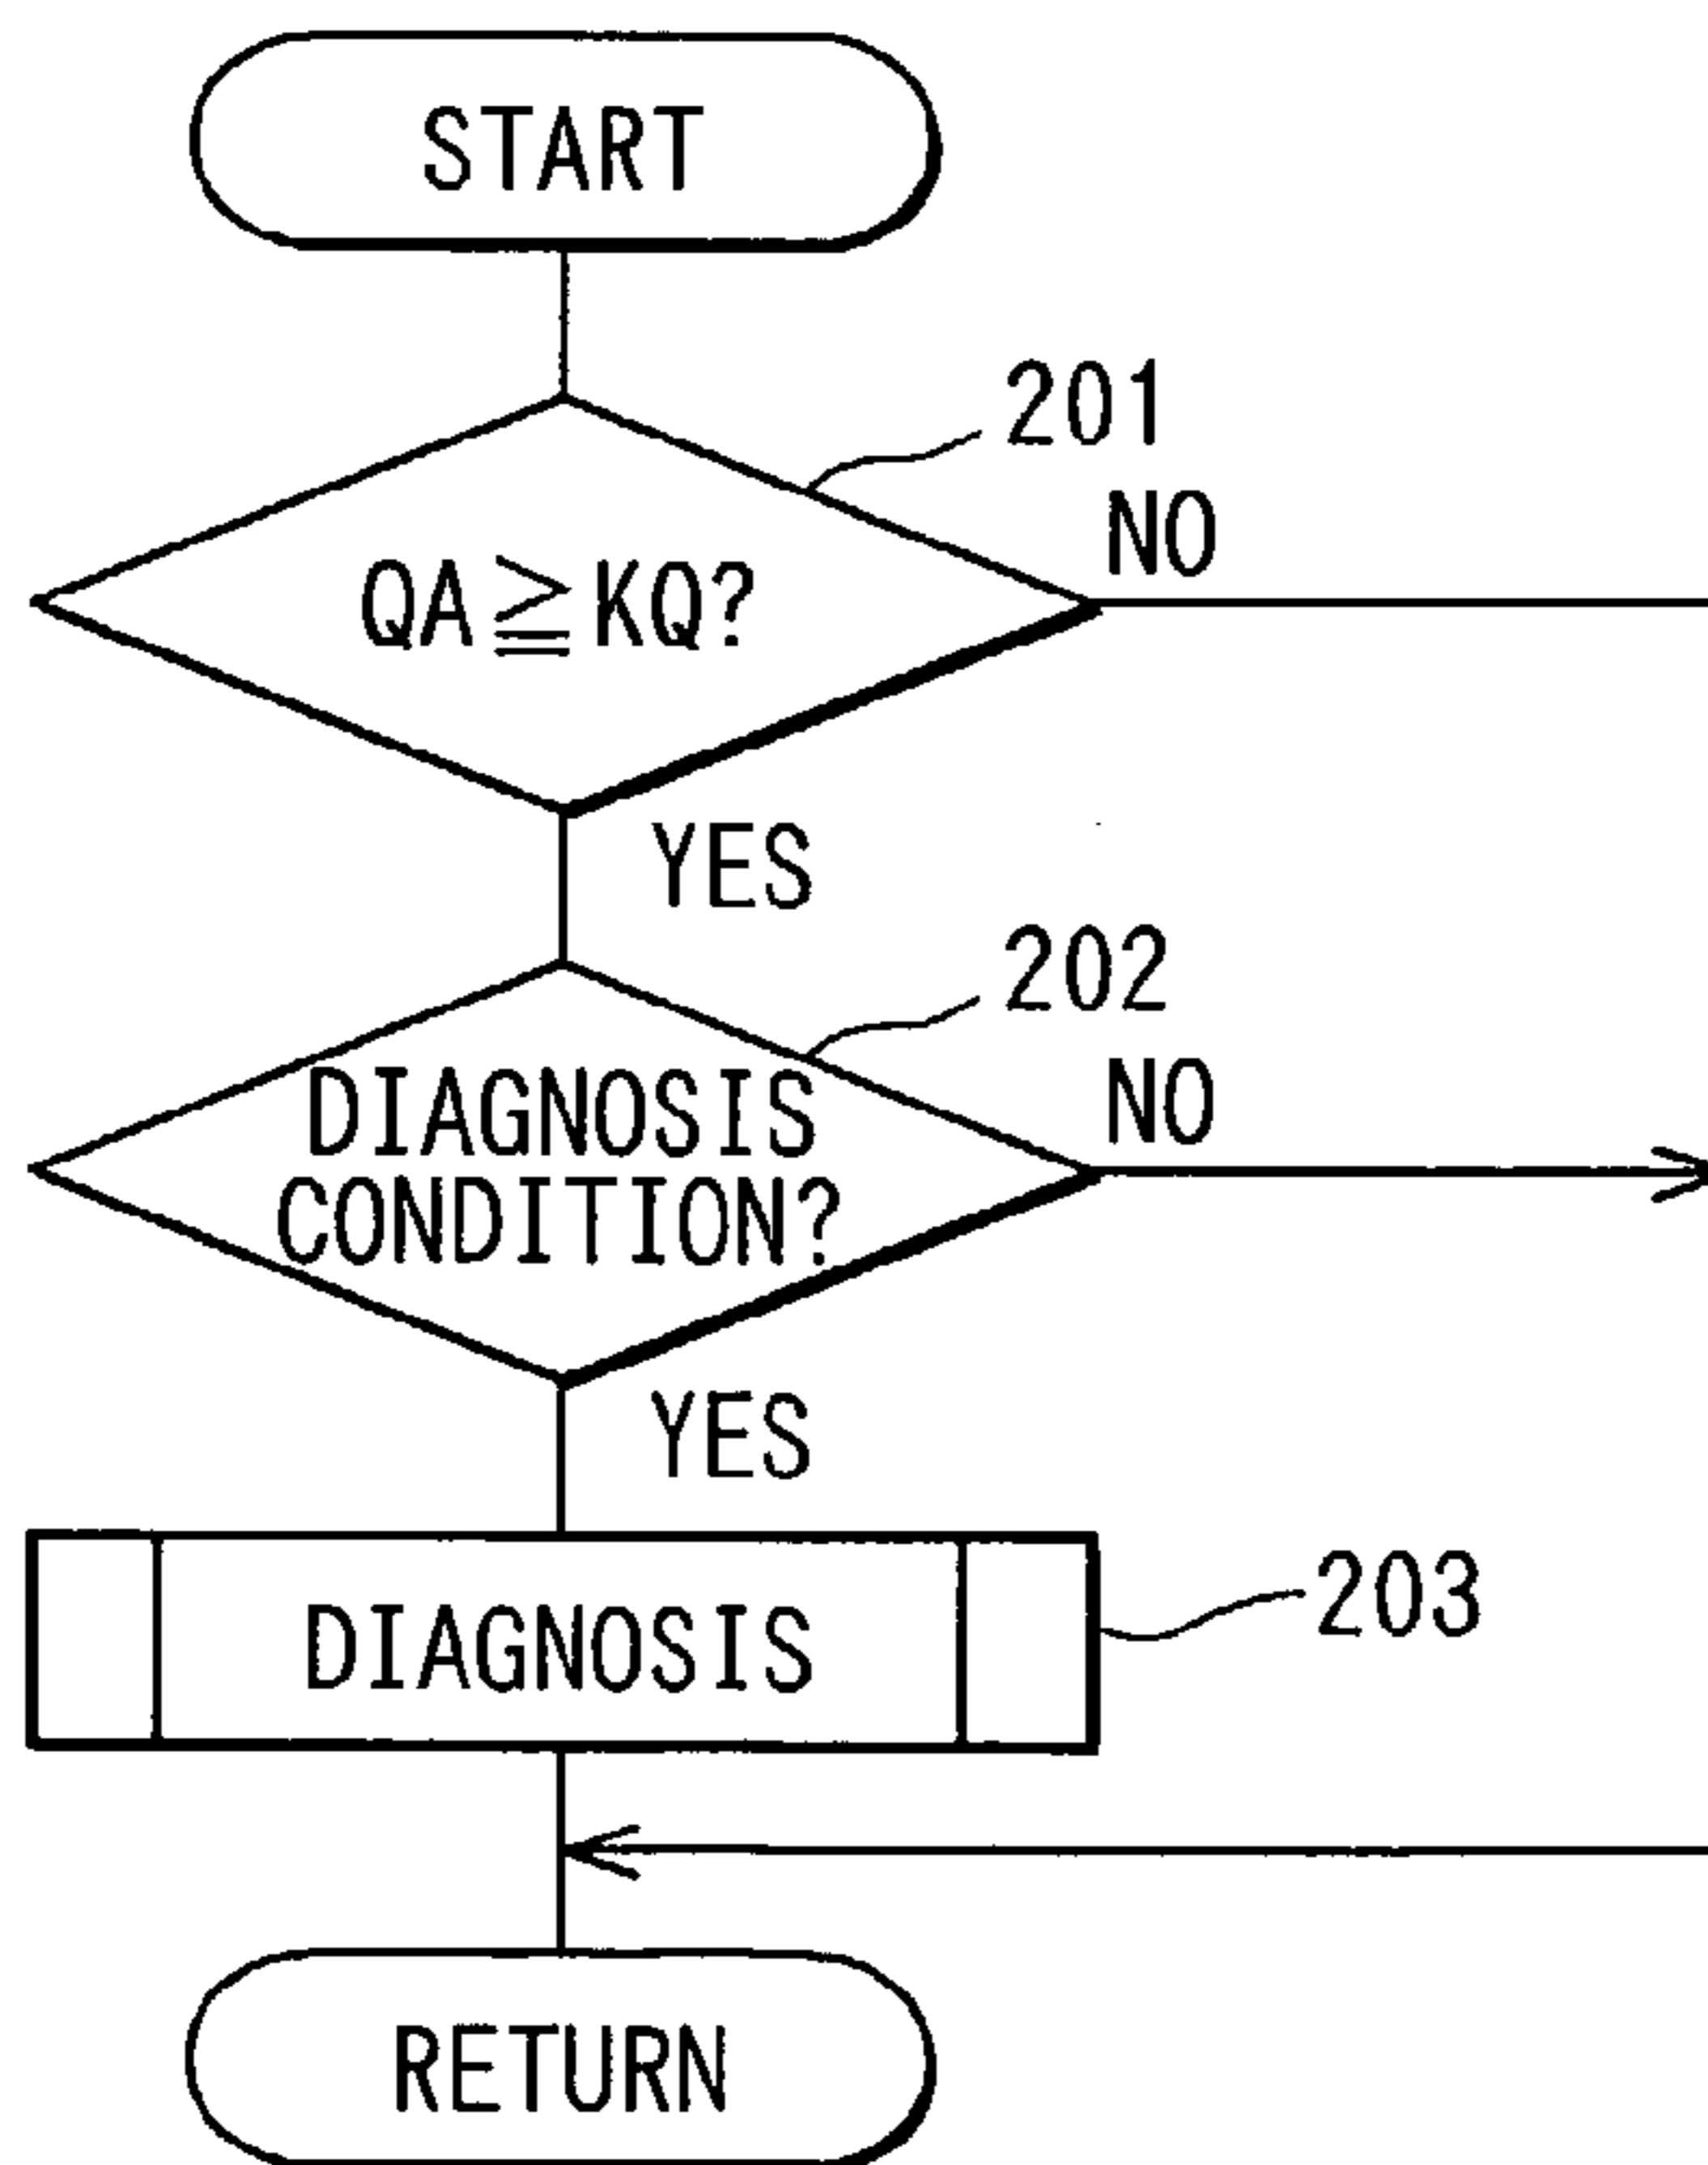 START
201
NO
QA≧KQ?
YES
202
NO
DIAGNOSIS
CONDITION?
YES
203
DIAGNOSIS
RETURN